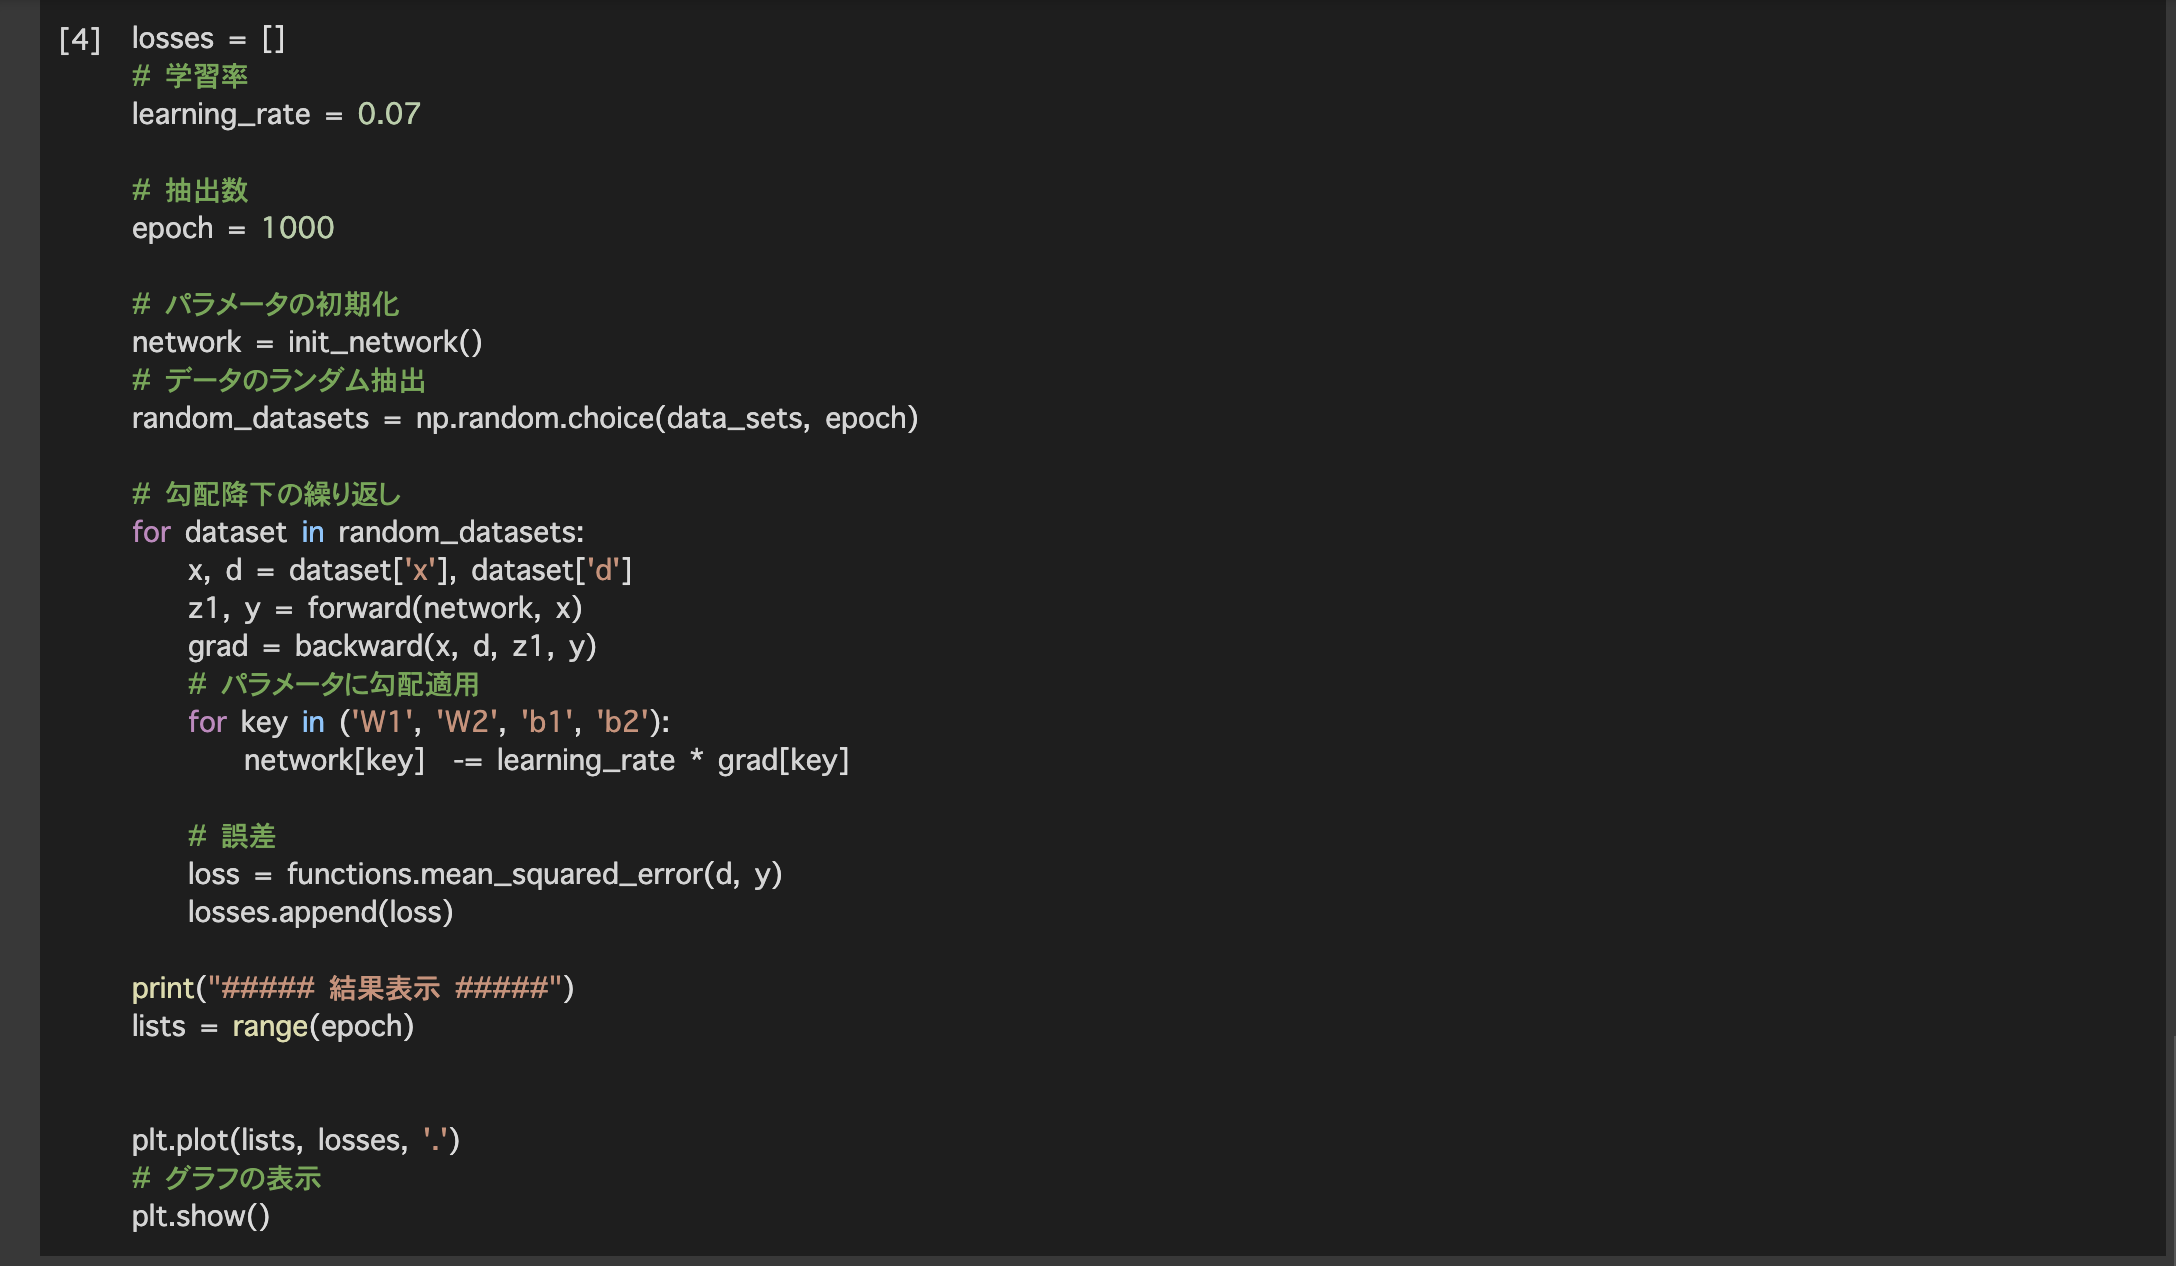 [4] losses = []
# 学習率
learning_rate = 0.07
# 抽出数
epoch = 1000
# パラメータの初期化
network = init_network()
# データのランダム抽出
random_datasets = np.random.choice(data_sets, epoch)
# 勾配降下の繰り返し
for dataset in random_datasets:
x, d = dataset['x'], dataset['d']
z1, y = forward(network, x)
grad = backward(x, d, z1, y)
# パラメータに勾配適用
for key in ('W1', 'W2', 'b1', 'b2'):
network[key]  -= learning_rate * grad[key]
# 誤差
loss = functions.mean_squared_error(d, y)
losses.append(loss)
print("##### 結果表示 #####")
lists = range(epoch)
plt.plot(lists, losses, '.')
# グラフの表示
plt.show()